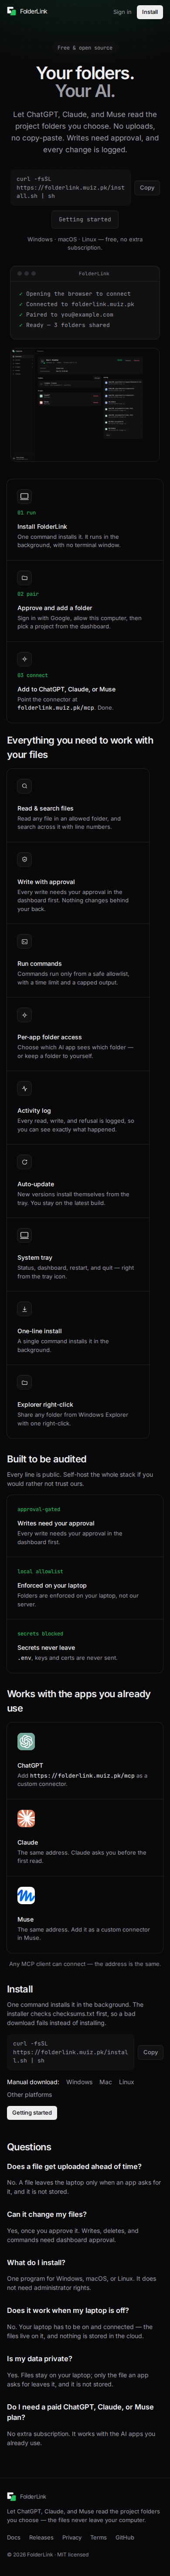 FolderLink
Sign in
Install
Free & open source
Your folders.
Your AI.
Let ChatGPT, Claude, and Muse read the
project folders you choose. No uploads,
no copy-paste. Writes need approval,
and every change is logged.
curl -fsSL
https://folderlink.muiz.pk/inst
all.sh | sh
Copy
Getting started
Windows · macOS · Linux — free, no extra
subscription.
FolderLink
✓ Opening the browser to connect
✓ Connected to folderlink.muiz.pk
✓ Paired to you@example.com
✓ Ready — 3 folders shared
01 run
Install FolderLink
One command installs it. It runs in the
background, with no terminal window.
02 pair
Approve and add a folder
Sign in with Google, allow this computer, then
pick a project from the dashboard.
03 connect
Add to ChatGPT, Claude, or Muse
Point the connector at
folderlink.muiz.pk/mcp. Done.
Everything you need to work with
your files
Read & search files
Read any file in an allowed folder, and
search across it with line numbers.
Write with approval
Every write needs your approval in the
dashboard first. Nothing changes behind
your back.
Run commands
Commands run only from a safe allowlist,
with a time limit and a capped output.
Per-app folder access
Choose which AI app sees which folder —
or keep a folder to yourself.
Activity log
Every read, write, and refusal is logged, so
you can see exactly what happened.
Auto-update
New versions install themselves from the
tray. You stay on the latest build.
System tray
Status, dashboard, restart, and quit — right
from the tray icon.
One-line install
A single command installs it in the
background.
Explorer right-click
Share any folder from Windows Explorer
with one right-click.
Built to be audited
Every line is public. Self-host the whole stack if you
would rather not trust ours.
approval-gated
Writes need your approval
Every write needs your approval in the
dashboard first.
local allowlist
Enforced on your laptop
Folders are enforced on your laptop, not our
server.
secrets blocked
Secrets never leave
.env, keys and certs are never sent.
Works with the apps you already
use
ChatGPT
Add https://folderlink.muiz.pk/mcp as a
custom connector.
Claude
The same address. Claude asks you before the
first read.
Muse
The same address. Add it as a custom connector
in Muse.
Any MCP client can connect — the address is the same.
Install
One command installs it in the background. The
installer checks checksums.txt first, so a bad
download fails instead of installing.
curl -fsSL
https://folderlink.muiz.pk/instal
l.sh | sh
Copy
Manual download: Windows Mac Linux
Other platforms
Getting started
Questions
Does a file get uploaded ahead of time?
No. A file leaves the laptop only when an app asks for
it, and it is not stored.
Can it change my files?
Yes, once you approve it. Writes, deletes, and
commands need dashboard approval.
What do I install?
One program for Windows, macOS, or Linux. It does
not need administrator rights.
Does it work when my laptop is off?
No. Your laptop has to be on and connected — the
files live on it, and nothing is stored in the cloud.
Is my data private?
Yes. Files stay on your laptop; only the file an app
asks for leaves it, and it is not stored.
Do I need a paid ChatGPT, Claude, or Muse
plan?
No extra subscription. It works with the AI apps you
already use.
FolderLink
Let ChatGPT, Claude, and Muse read the project folders
you choose — the files never leave your computer.
Docs Releases Privacy Terms GitHub
© 2026 FolderLink · MIT licensed